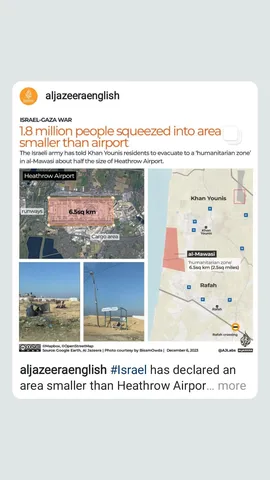 aljazeeraenglish
ISRAEL-GAZA WAR
1.8 million people squeezed into area
smaller than airport
The Israeli army has told Khan Younis residents to evacuate to a 'humanitarian zone'
in al-Mawasi about half the size of Heathrow Airport.
Heathrow Airport
runways
6.5sq km
Cargo area
Khan Younis
Khan Younis
al-Mawasi
'humanitarian zone'
6.5sq km (2.5sq miles)
Rafah
Rafah
Rafah crossing
©Mapbox, ©OpenStreetMap
Source: Google Earth, Al Jazeera | Photo courtesy by BisanOwda | December 6, 2023
@AJLabs
aljazeeraenglish #Israel has declared an
area smaller than Heathrow Airpor... more